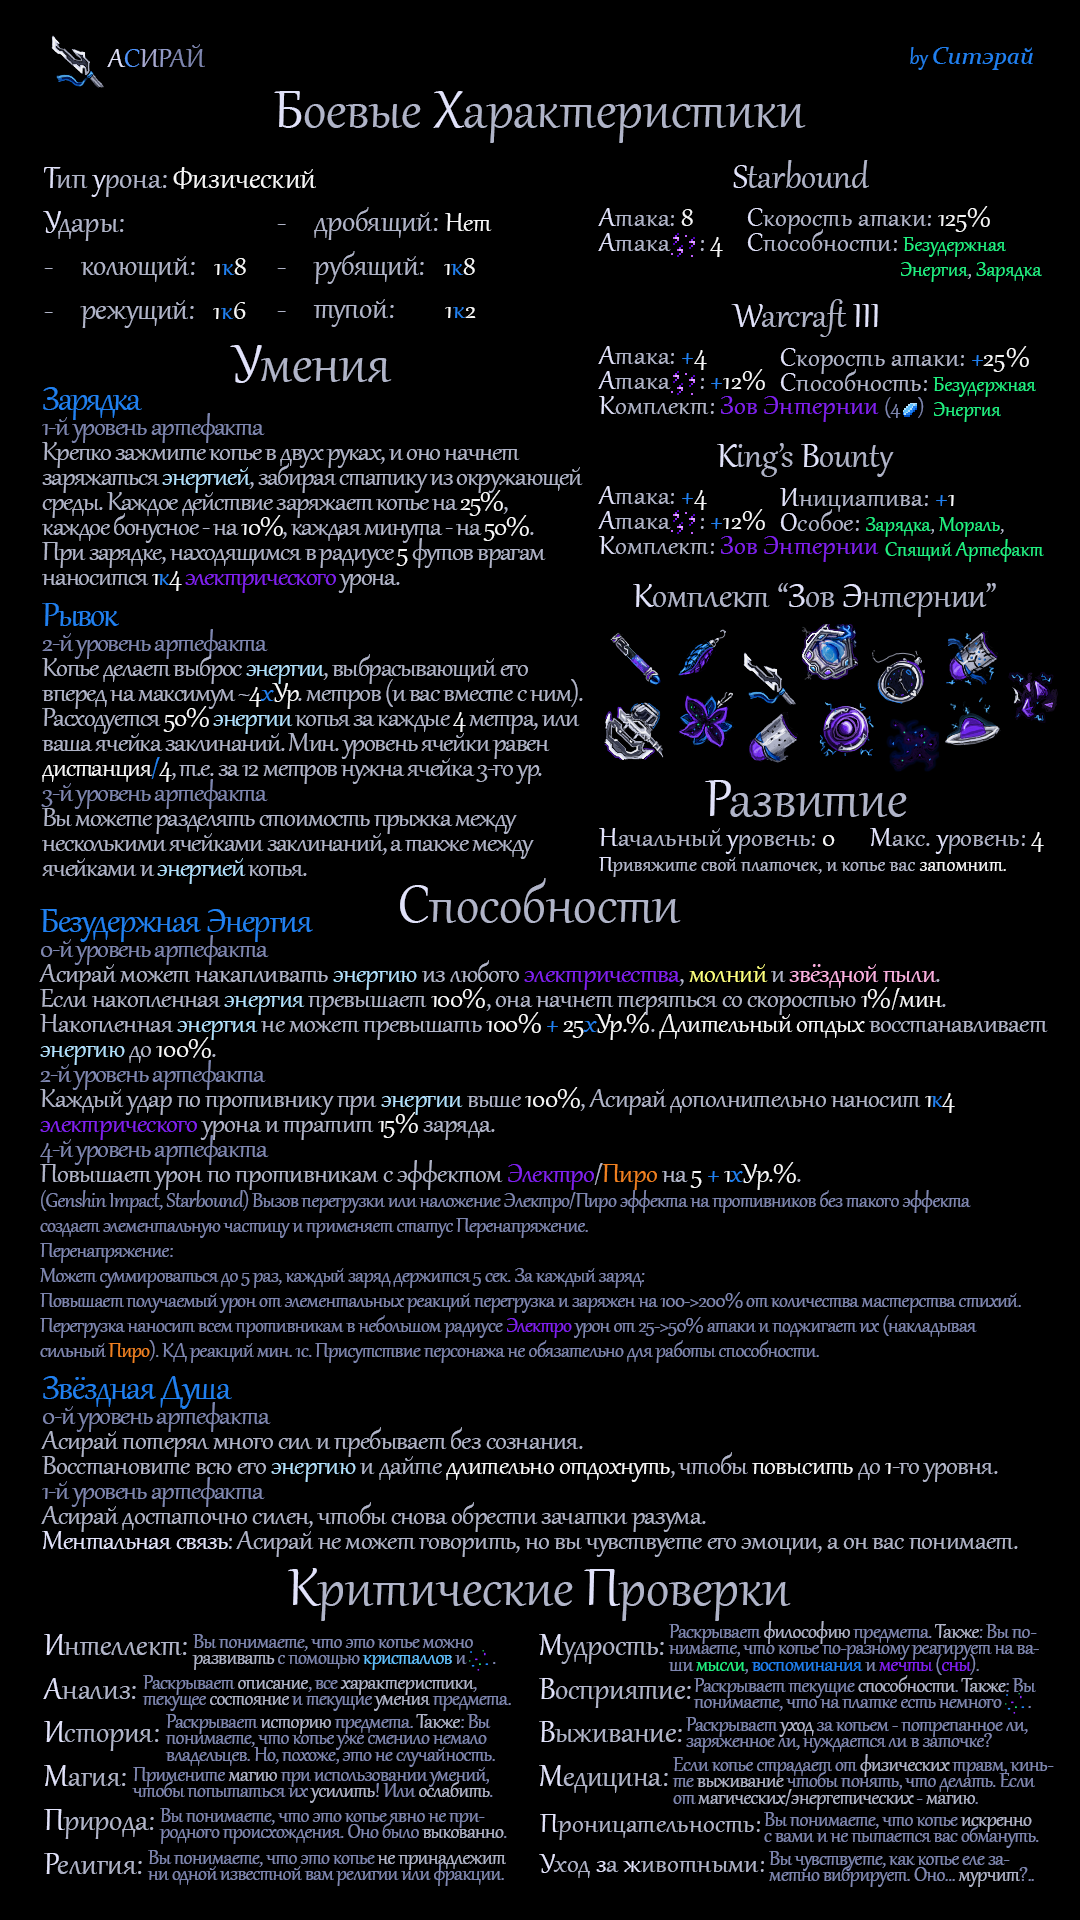 АСИРАЙ
by Ситэрай
Боевые Характеристики
Тип урона: Физический
Удары:
- дробящий: Нет
- колющий: 1к8
- рубящий: 1к8
- режущий: 1к6
- тупой: 1к2
Starbound
Атака: 8 Скорость атаки: 125%
Атака : 4 Способности: Безудержная
Энергия, Зарядка
Warcraft III
Атака: +4 Скорость атаки: +25%
Атака : +12% Способность: Безудержная
Комплект: Зов Энтернии (4 ) Энергия
King's Bounty
Атака: +4 Инициатива: +1
Атака : +12% Особое: Зарядка, Мораль,
Комплект: Зов Энтернии Спящий Артефакт
Комплект “Зов Энтернии”
Развитие
Начальный уровень: 0 Макс. уровень: 4
Привяжите свой платочек, и копье вас запомнит.
Умения
Зарядка
1-й уровень артефакта
Крепко зажмите копье в двух руках, и оно начнет
заряжаться энергией, забирая статику из окружающей
среды. Каждое действие заряжает копье на 25%,
каждое бонусное - на 10%, каждая минута - на 50%.
При зарядке, находящимся в радиусе 5 футов врагам
наносится 1к4 электрического урона.
Рывок
2-й уровень артефакта
Копье делает выброс энергии, выбрасывающий его
вперед на максимум ~4хУр. метров (и вас вместе с ним).
Расходуется 50% энергии копья за каждые 4 метра, или
ваша ячейка заклинаний. Мин. уровень ячейки равен
дистанция/4, т.е. за 12 метров нужна ячейка 3-го ур.
3-й уровень артефакта
Вы можете разделять стоимость прыжка между
несколькими ячейками заклинаний, а также между
ячейками и энергией копья.
Способности
Безудержная Энергия
0-й уровень артефакта
Асирай может накапливать энергию из любого электричества, молний и звёздной пыли.
Если накопленная энергия превышает 100%, она начнет теряться со скоростью 1%/мин.
Накопленная энергия не может превышать 100% + 25хУр.%. Длительный отдых восстанавливает
энергию до 100%.
2-й уровень артефакта
Каждый удар по противнику при энергии выше 100%, Асирай дополнительно наносит 1к4
электрического урона и тратит 15% заряда.
4-й уровень артефакта
Повышает урон по противникам с эффектом Электро/Пиро на 5 + 1хУр.%.
(Genshin Impact, Starbound) Вызов перегрузки или наложение Электро/Пиро эффекта на противников без такого эффекта
создает элементальную частицу и применяет статус Перенапряжение.
Перенапряжение:
Может суммироваться до 5 раз, каждый заряд держится 5 сек. За каждый заряд:
Повышает получаемый урон от элементальных реакций перегрузка и заряжен на 100->200% от количества мастерства стихий.
Перегрузка наносит всем противникам в небольшом радиусе Электро урон от 25->50% атаки и поджигает их (накладывая
сильный Пиро). КД реакций мин. 1с. Присутствие персонажа не обязательно для работы способности.
Звёздная Душа
0-й уровень артефакта
Асирай потерял много сил и пребывает без сознания.
Восстановите всю его энергию и дайте длительно отдохнуть, чтобы повысить до 1-го уровня.
1-й уровень артефакта
Асирай достаточно силен, чтобы снова обрести зачатки разума.
Ментальная связь: Асирай не может говорить, но вы чувствуете его эмоции, а он вас понимает.
Критические Проверки
Интеллект: Вы понимаете, что это копье можно
развивать с помощью кристаллов и .
Анализ: Раскрывает описание, все характеристики,
текущее состояние и текущие умения предмета.
История: Раскрывает историю предмета. Также: Вы
понимаете, что копье уже сменило немало
владельцев. Но, похоже, это не случайность.
Магия: Примените магию при использовании умений,
чтобы попытаться их усилить! Или ослабить.
Природа: Вы понимаете, что это копье явно не при-
родного происхождения. Оно было выковано.
Религия: Вы понимаете, что это копье не принадлежит
ни одной известной вам религии или фракции.
Мудрость: Раскрывает философию предмета. Также: Вы по-
нимаете, что копье по-разному реагирует на ва-
ши мысли, воспоминания и мечты (сны).
Восприятие: Раскрывает текущие способности. Также: Вы
понимаете, что на платке есть немного .
Выживание: Раскрывает уход за копьем - потрепанное ли,
заряженное ли, нуждается ли в заточке?
Медицина: Если копье страдает от физических травм, кинь-
те выживание чтобы понять, что делать. Если
от магических/энергетических - магию.
Проницательность: Вы понимаете, что копье искренно
с вами и не пытается вас обмануть.
Уход за животными: Вы чувствуете, как копье еле за-
метно вибрирует. Оно... мурчит?..